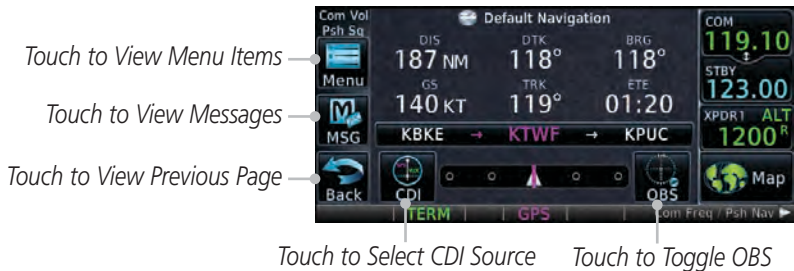 Com Vol
Psh Sq
Default Navigation
COM
119.10
STBY
123.00
XPDR1 ALT
1200 R
Map
Touch to View Menu Items
Menu
DIS
187 NM
DTK
118°
BRG
118°
GS
140 KT
TRK
119°
ETE
01:20
Touch to View Messages
MSG
KBKE → KTWF → KPUC
Touch to View Previous Page
Back
CDI
OBS
TERM
GPS
Com Freq / Psh Nav
Touch to Select CDI Source
Touch to Toggle OBS